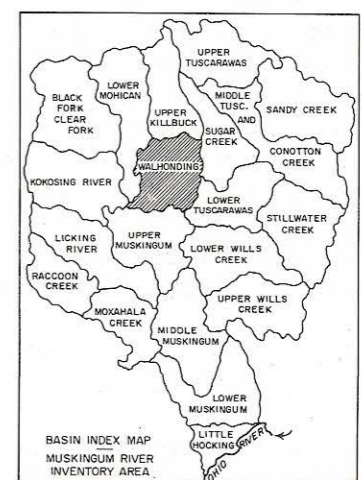 UPPER
TUSCARAWAS
LOWER
MOHICAN
BLACK
FORK
CLEAR
FORK
UPPER
KILLBUCK
MIDDLE
TUSC. AND
SUGAR
CREEK
SANDY CREEK
CONOTTON
CREEK
WALHONDING
KOKOSING RIVER
LOWER
TUSCARAWAS
STILLWATER
CREEK
LICKING
RIVER
UPPER
MUSKINGUM
LOWER WILLS
CREEK
RACCOON
CREEK
UPPER WILLS
CREEK
MOXAHALA
CREEK
MIDDLE
MUSKINGUM
LOWER
MUSKINGUM
LITTLE
HOCKING
OHIO RIVER
BASIN INDEX MAP
MUSKINGUM RIVER
INVENTORY AREA